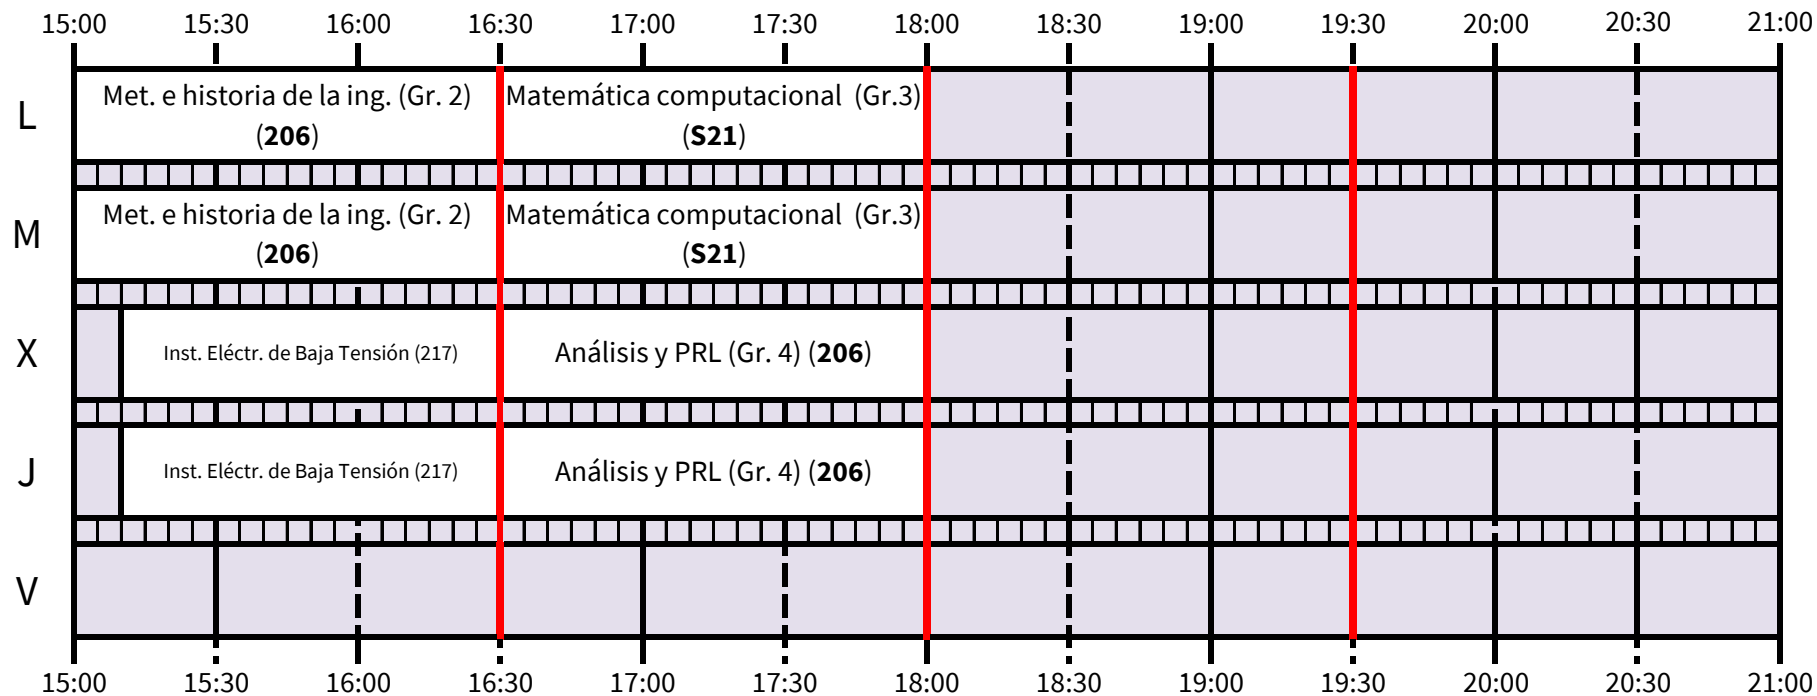 15:00 15:30 16:00 16:30 17:00 17:30 18:00 18:30 19:00 19:30 20:00 20:30 21:00
L
Met. e historia de la ing. (Gr. 2)
(206)
Matemática computacional (Gr.3)
(S21)
M
Met. e historia de la ing. (Gr. 2)
(206)
Matemática computacional (Gr.3)
(S21)
X
Inst. Eléctr. de Baja Tensión (217)
Análisis y PRL (Gr. 4) (206)
J
Inst. Eléctr. de Baja Tensión (217)
Análisis y PRL (Gr. 4) (206)
V
15:00 15:30 16:00 16:30 17:00 17:30 18:00 18:30 19:00 19:30 20:00 20:30 21:00